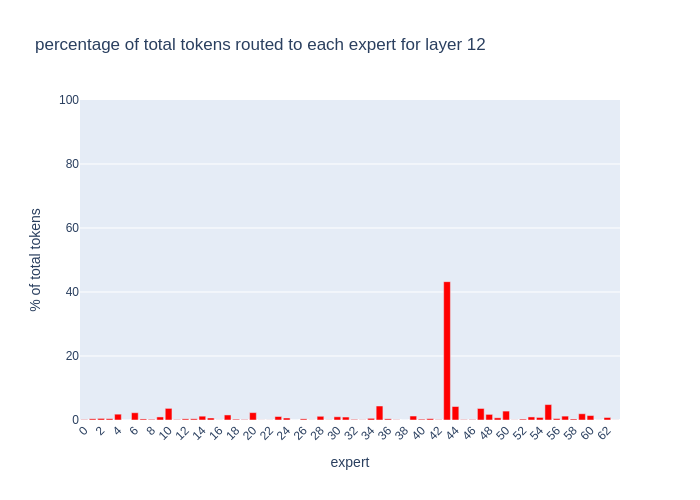 percentage of total tokens routed to each expert for layer 12
100
80
60
40
20
0
% of total tokens
0 2 4 6 8 10 12 14 16 18 20 22 24 26 28 30 32 34 36 38 40 42 44 46 48 50 52 54 56 58 60 62
expert